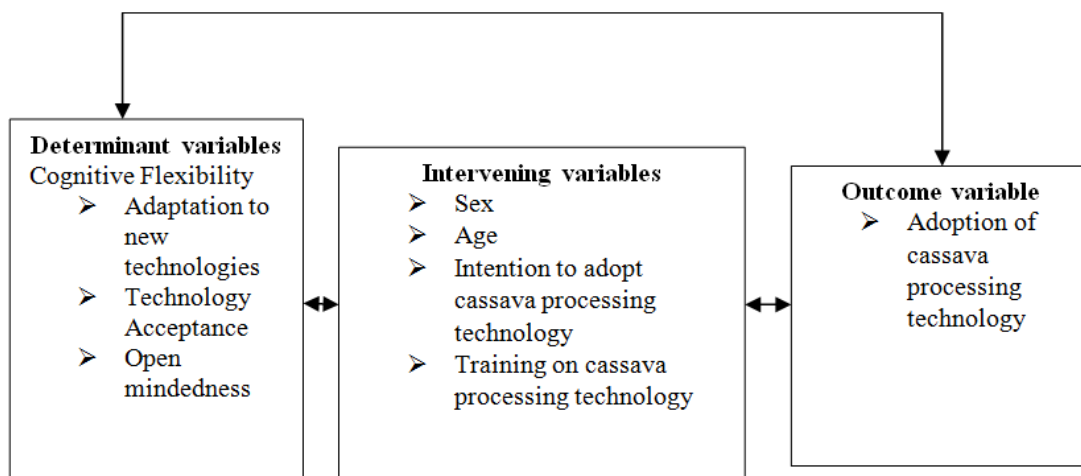 Determinant variables
Cognitive Flexibility
➢ Adaptation to
new
technologies
➢ Technology
Acceptance
➢ Open
mindedness
Intervening variables
➢ Sex
➢ Age
➢ Intention to adopt
cassava processing
technology
➢ Training on cassava
processing technology
Outcome variable
➢ Adoption of
cassava
processing
technology